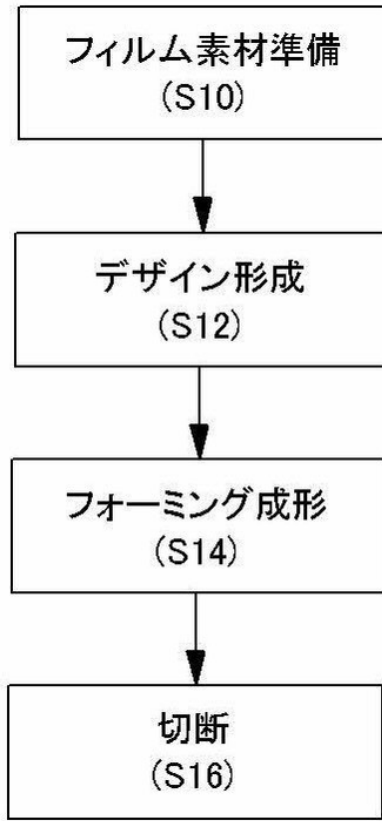 フィルム素材準備
(S10)
デザイン形成
(S12)
フォーミング成形
(S14)
切断
(S16)